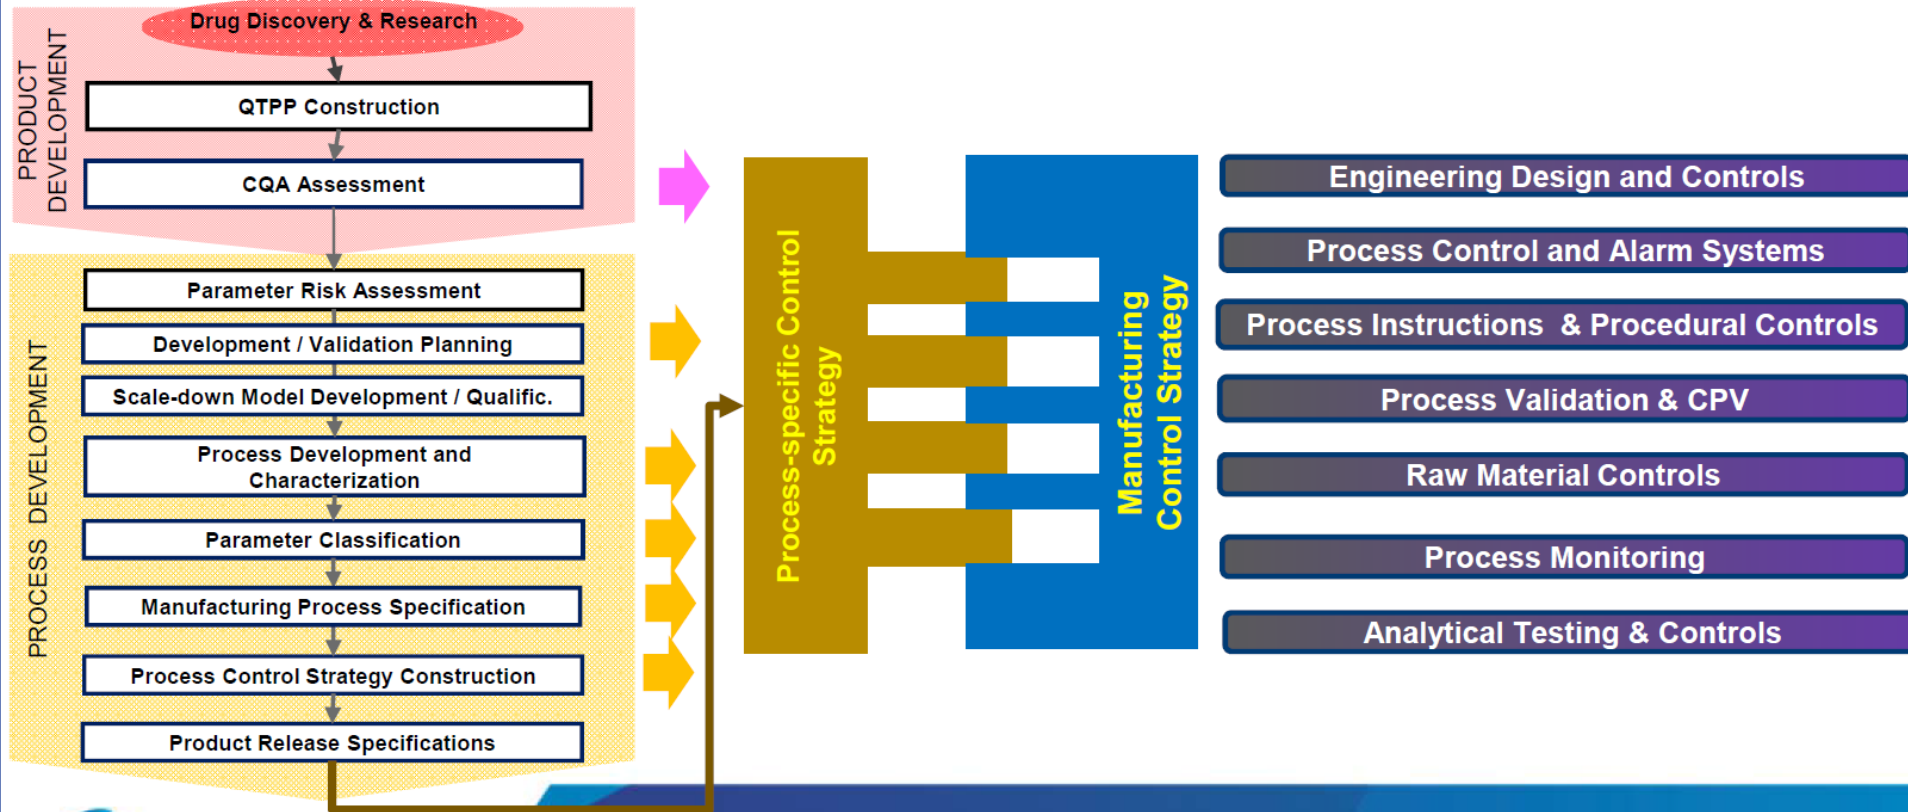 Drug Discovery & Research
PRODUCT
DEVELOPMENT
QTPP Construction
CQA Assessment
PROCESS DEVELOPMENT
Parameter Risk Assessment
Development / Validation Planning
Scale-down Model Development / Qualific.
Process Development and
Characterization
Parameter Classification
Manufacturing Process Specification
Process Control Strategy Construction
Product Release Specifications
Process-specific Control
Strategy
Manufacturing
Control Strategy
Engineering Design and Controls
Process Control and Alarm Systems
Process Instructions & Procedural Controls
Process Validation & CPV
Raw Material Controls
Process Monitoring
Analytical Testing & Controls